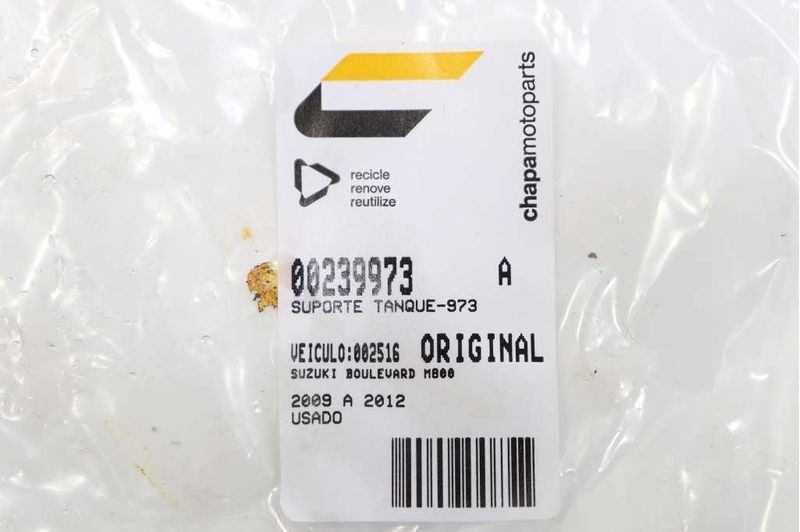 chapamotoparts
recicle
renove
reutilize
00239973 A
SUPORTE TANQUE-973
VEICULO:002516 ORIGINAL
SUZUKI BOULEVARD M800
2009 A 2012
USADO